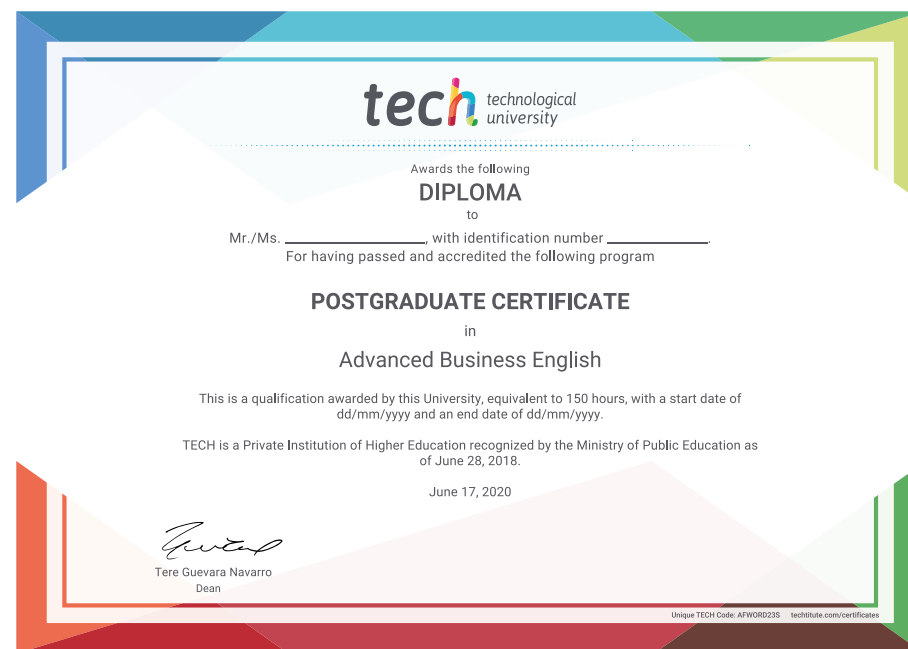 tech technological
university
Awards the following
DIPLOMA
to
Mr./Ms. ____________________, with identification number ______________.
For having passed and accredited the following program
POSTGRADUATE CERTIFICATE
in
Advanced Business English
This is a qualification awarded by this University, equivalent to 150 hours, with a start date of
dd/mm/yyyy and an end date of dd/mm/yyyy.
TECH is a Private Institution of Higher Education recognized by the Ministry of Public Education as
of June 28, 2018.
June 17, 2020
Tere Guevara Navarro
Dean
Unique TECH Code: AFWORD23S techtitute.com/certificates